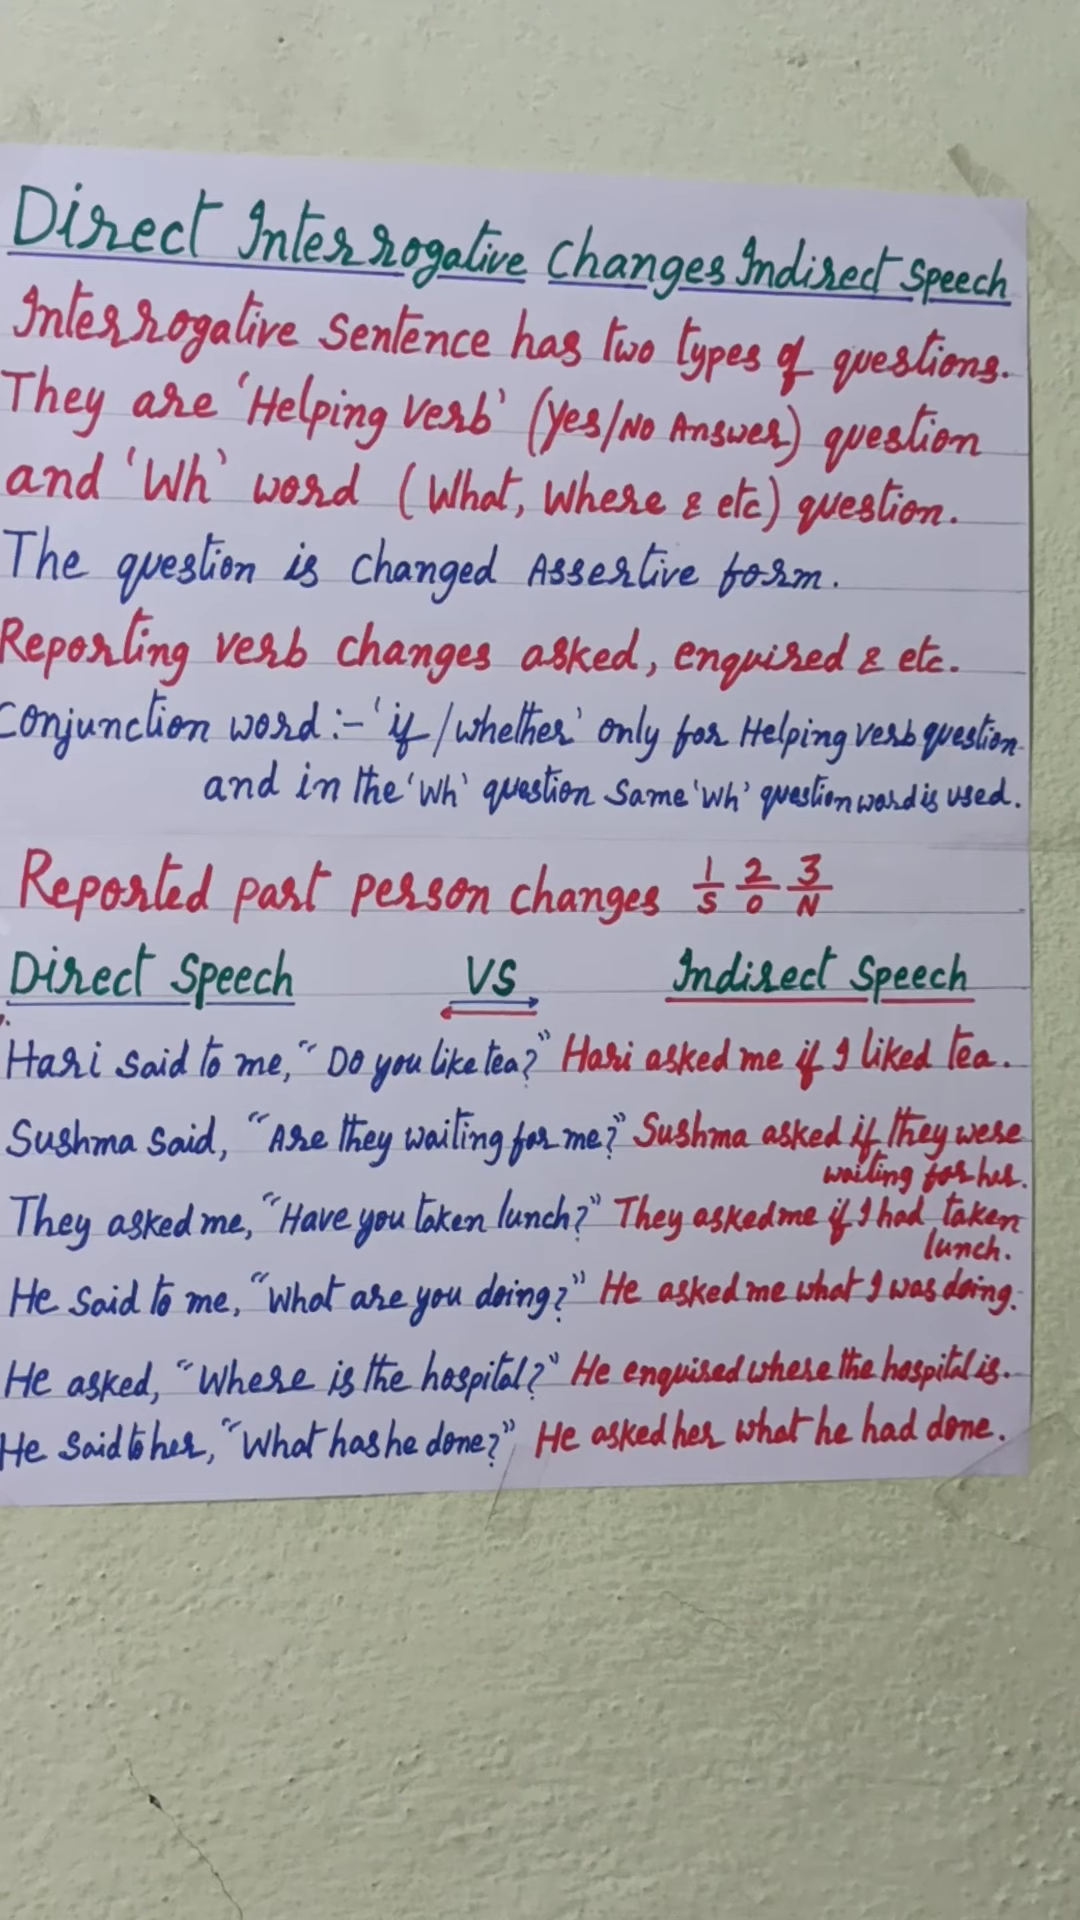 Direct Interrogative Changes Indirect Speech
Interrogative Sentence has two types of questions.
They are 'Helping verb' (Yes/No Answer) question
and 'Wh' word (What, Where & etc) question.
The question is changed Assertive form.
Reporting verb changes asked, enquired & etc.
Conjunction word :- 'if/whether' only for Helping verb question
and in the 'Wh' question Same 'Wh' question word is used.
Reported part person changes 1/S 2/O 3/N
Direct Speech VS Indirect Speech
Hari said to me, "Do you like tea?" Hari asked me if I liked tea.
Sushma said, "Are they waiting for me?" Sushma asked if they were
waiting for her.
They asked me, "Have you taken lunch?" They asked me if I had taken
lunch.
He said to me, "What are you doing?" He asked me what I was doing.
He asked, "Where is the hospital?" He enquired where the hospital is.
He said to her, "What has he done?" He asked her what he had done.